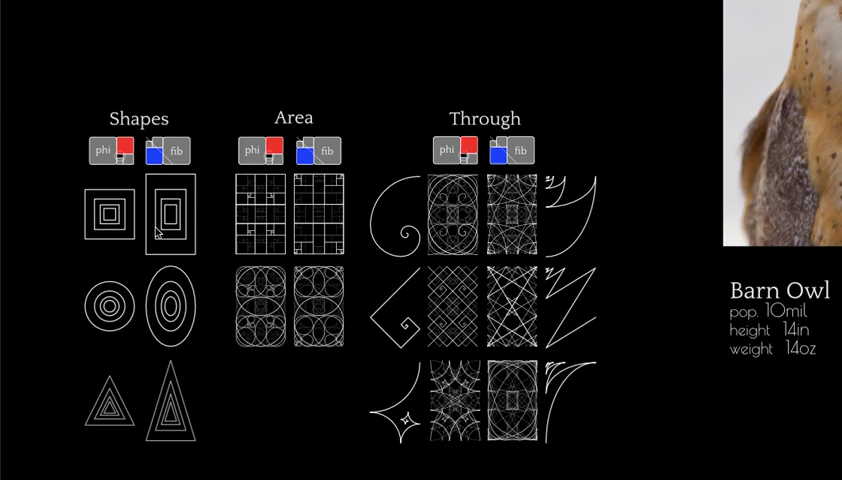 Shapes
Area
Through
phi
fib
phi
fib
phi
fib
Barn Owl
pop. 10mil
height 14in
weight 14oz